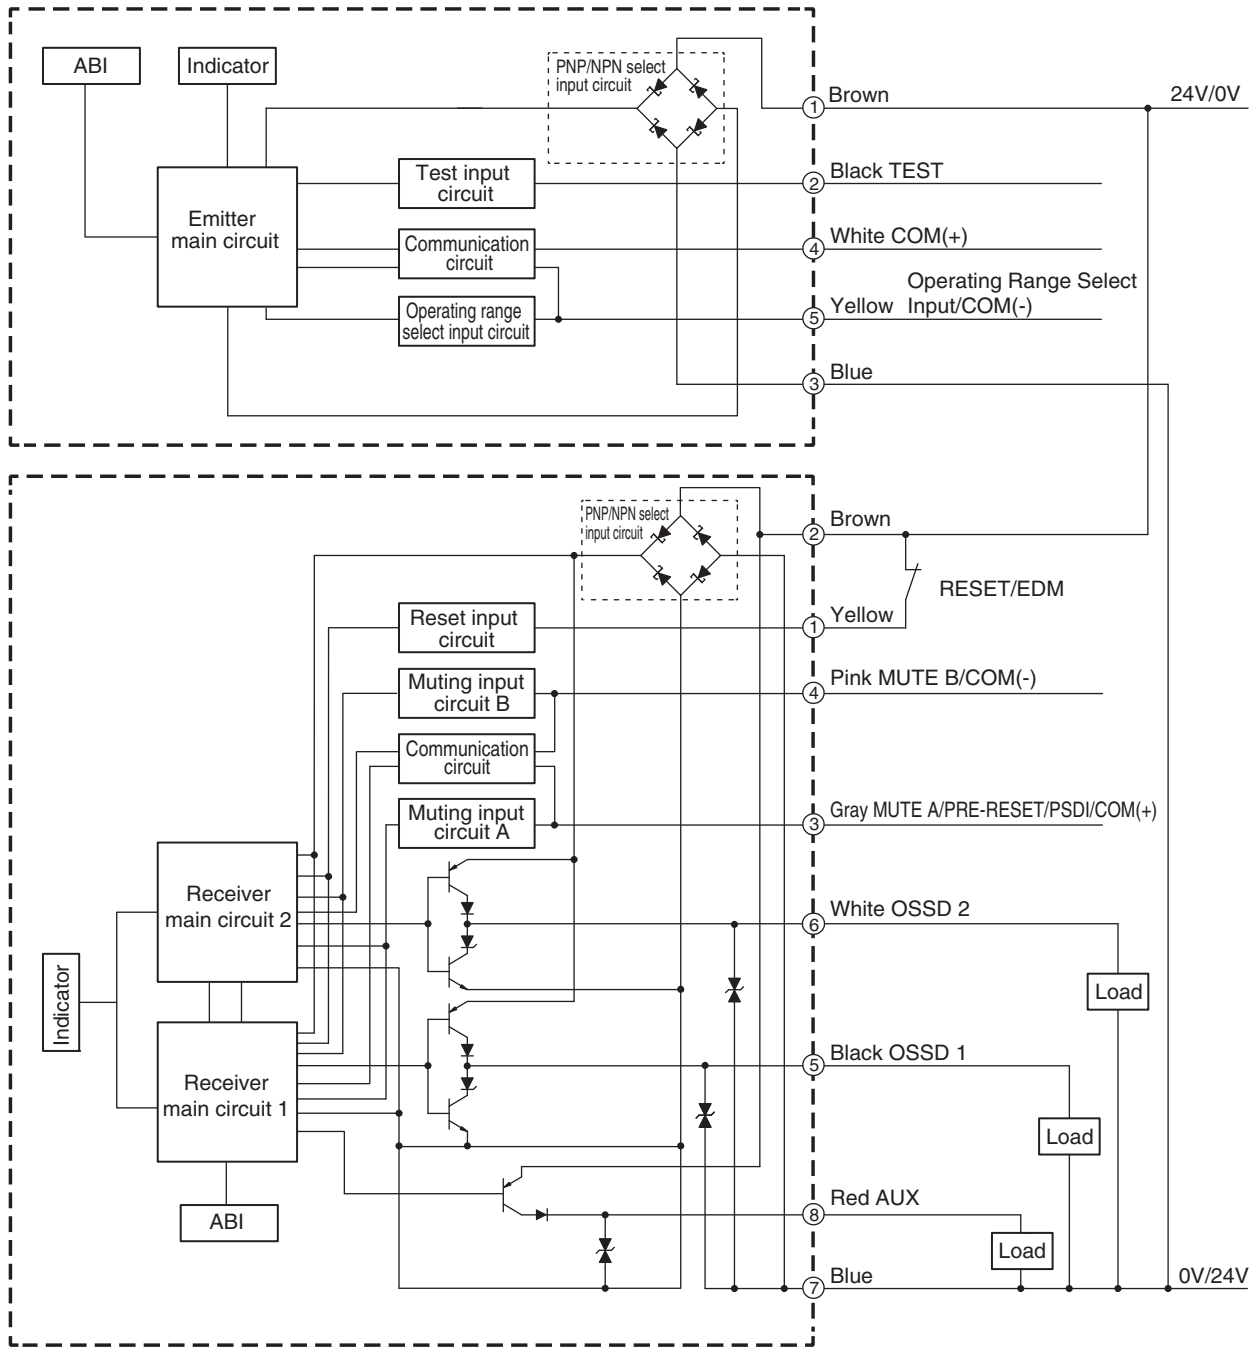 ABI
Indicator
PNP/NPN select
input circuit
1
Brown
24V/0V
Test input
circuit
2
Black TEST
Emitter
main circuit
Communication
circuit
4
White COM(+)
Operating range
select input circuit
5
Yellow
Operating Range Select
Input/COM(-)
3
Blue
PNP/NPN select
input circuit
2
Brown
RESET/EDM
Reset input
circuit
1
Yellow
Muting input
circuit B
4
Pink MUTE B/COM(-)
Communication
circuit
Muting input
circuit A
3
Gray MUTE A/PRE-RESET/PSDI/COM(+)
Receiver
main circuit 2
6
White OSSD 2
Indicator
Load
Receiver
main circuit 1
5
Black OSSD 1
Load
ABI
8
Red AUX
Load
7
Blue
0V/24V